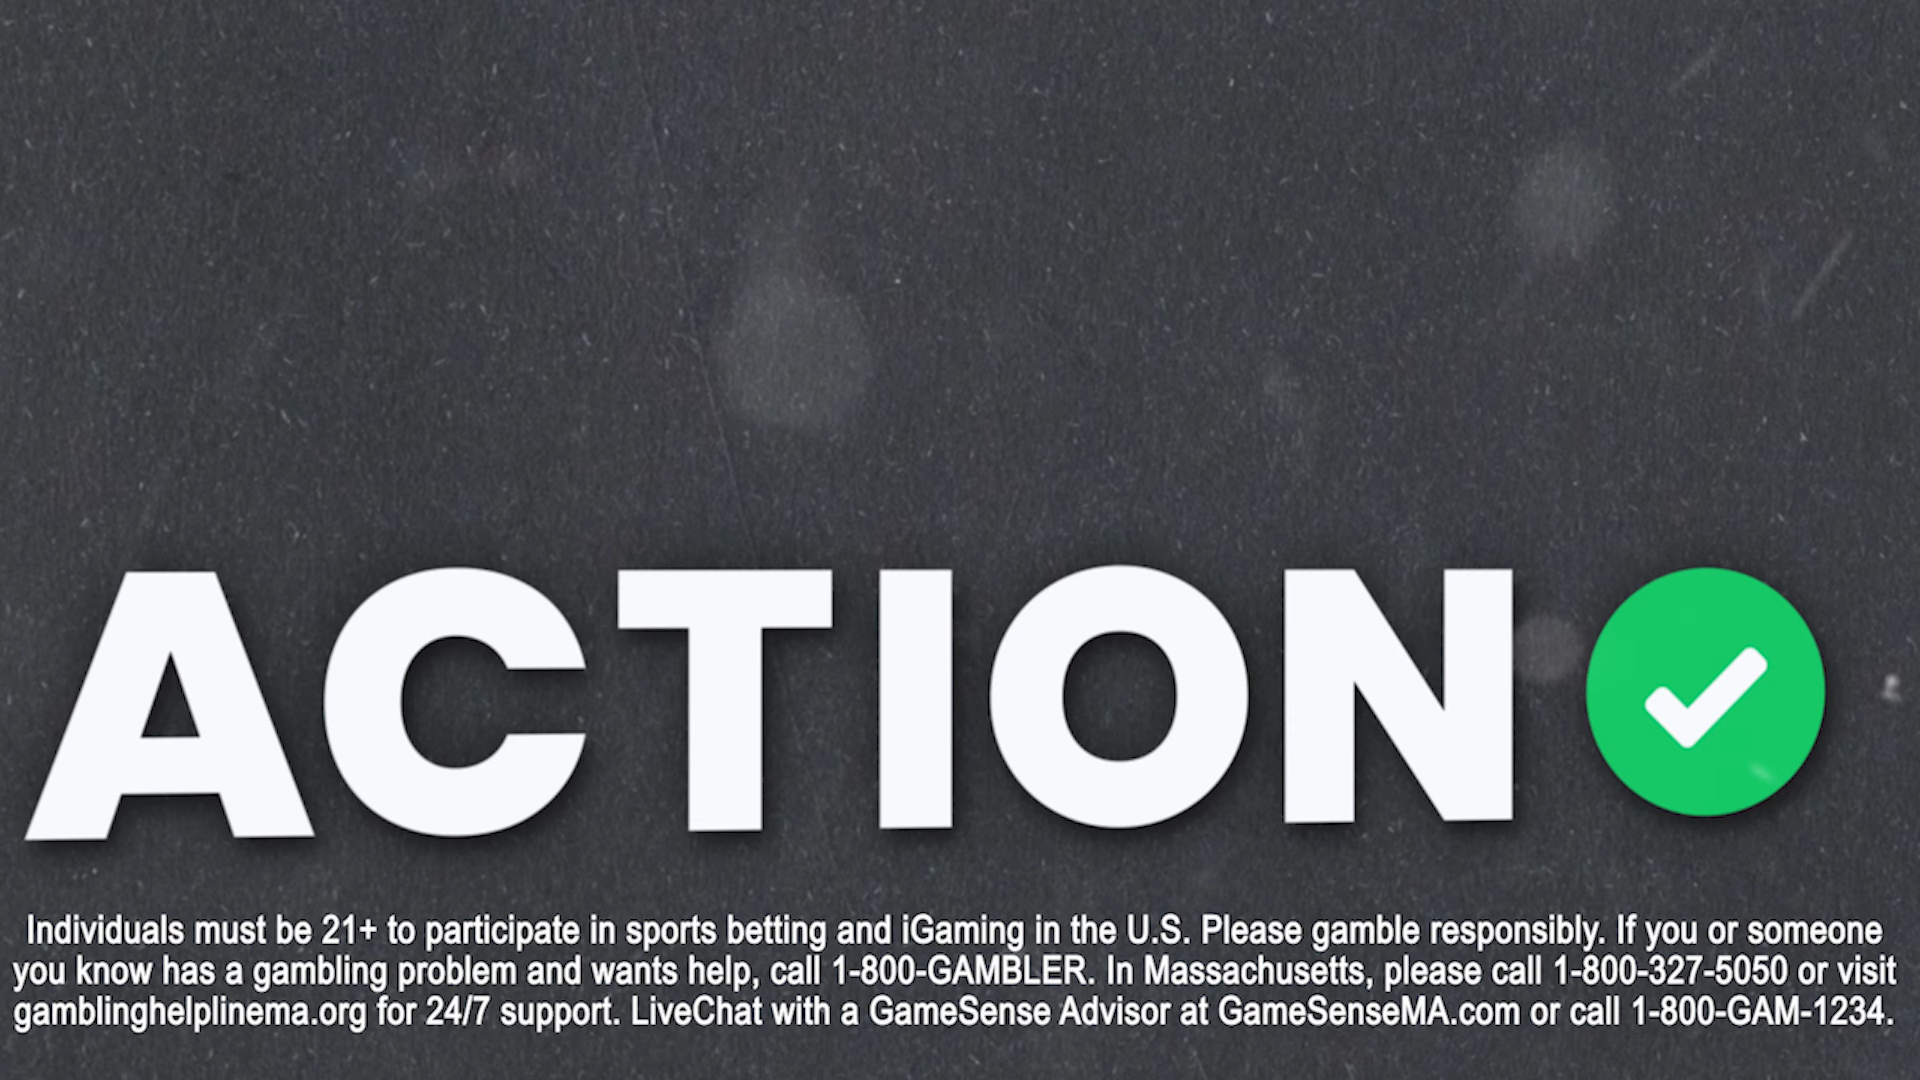 ACTION
Individuals must be 21+ to participate in sports betting and iGaming in the U.S. Please gamble responsibly. If you or someone
you know has a gambling problem and wants help, call 1-800-GAMBLER. In Massachusetts, please call 1-800-327-5050 or visit
gamblinghelplinema.org for 24/7 support. LiveChat with a GameSense Advisor at GameSenseMA.com or call 1-800-GAM-1234.